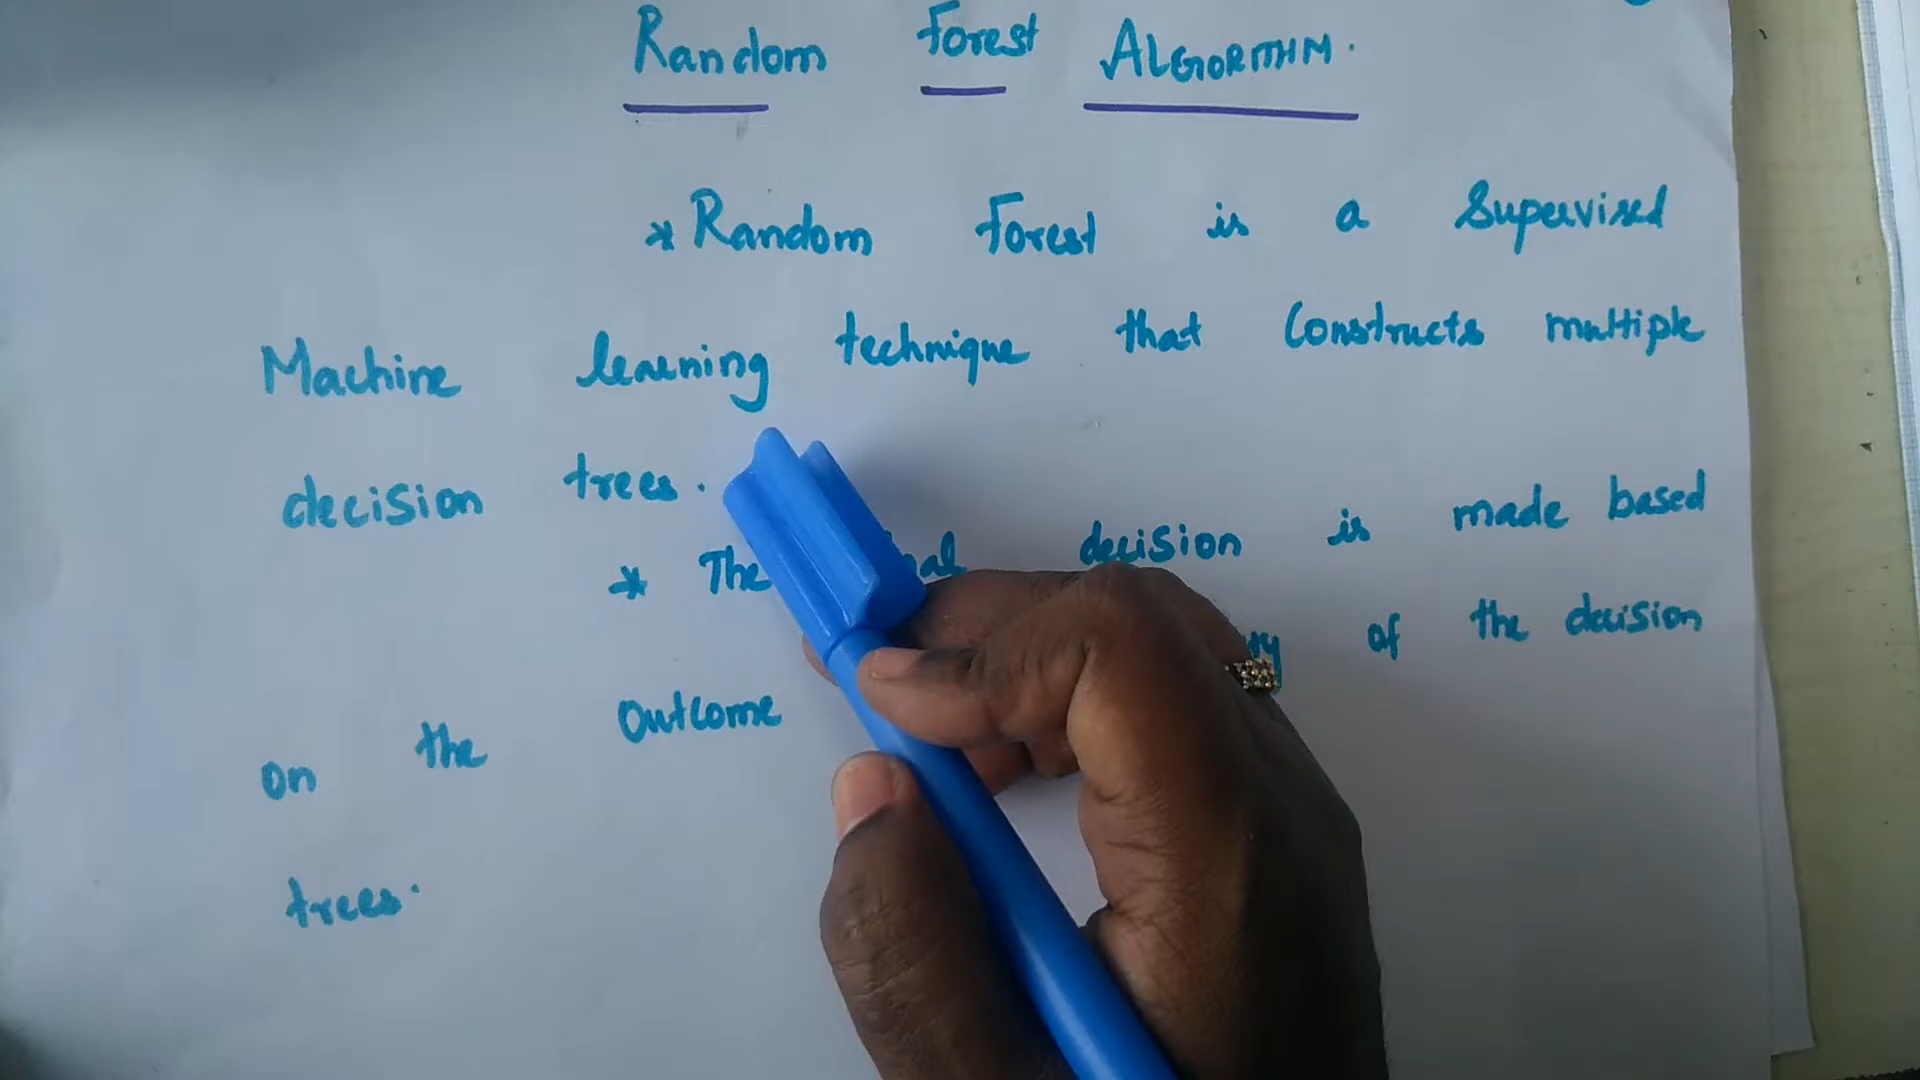 Random Forest ALGORITHM.
* Random Forest is a Supervised
Machine learning technique that Constructs multiple
decision trees.
* The decision is made based
on the Outcome of the decision
trees.